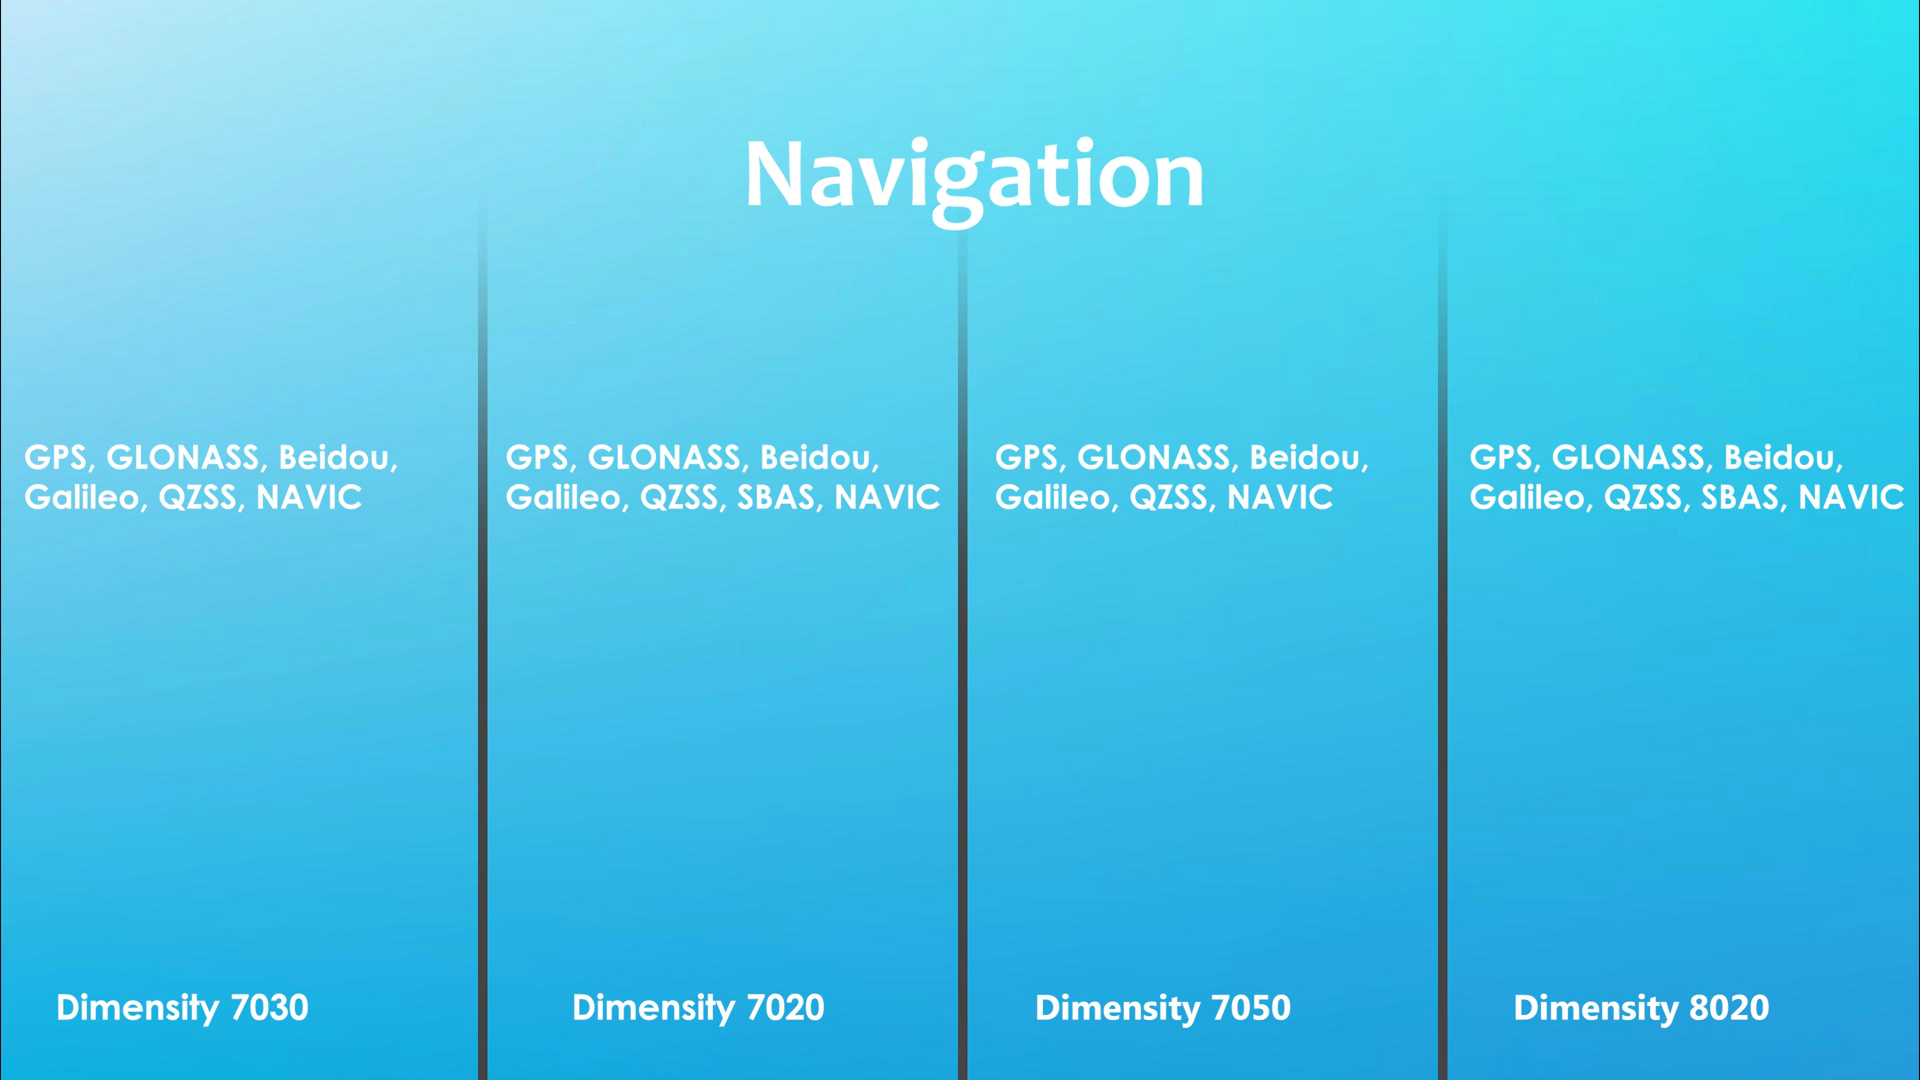 Navigation
GPS, GLONASS, Beidou,
Galileo, QZSS, NAVIC
GPS, GLONASS, Beidou,
Galileo, QZSS, SBAS, NAVIC
GPS, GLONASS, Beidou,
Galileo, QZSS, NAVIC
GPS, GLONASS, Beidou,
Galileo, QZSS, SBAS, NAVIC
Dimensity 7030
Dimensity 7020
Dimensity 7050
Dimensity 8020